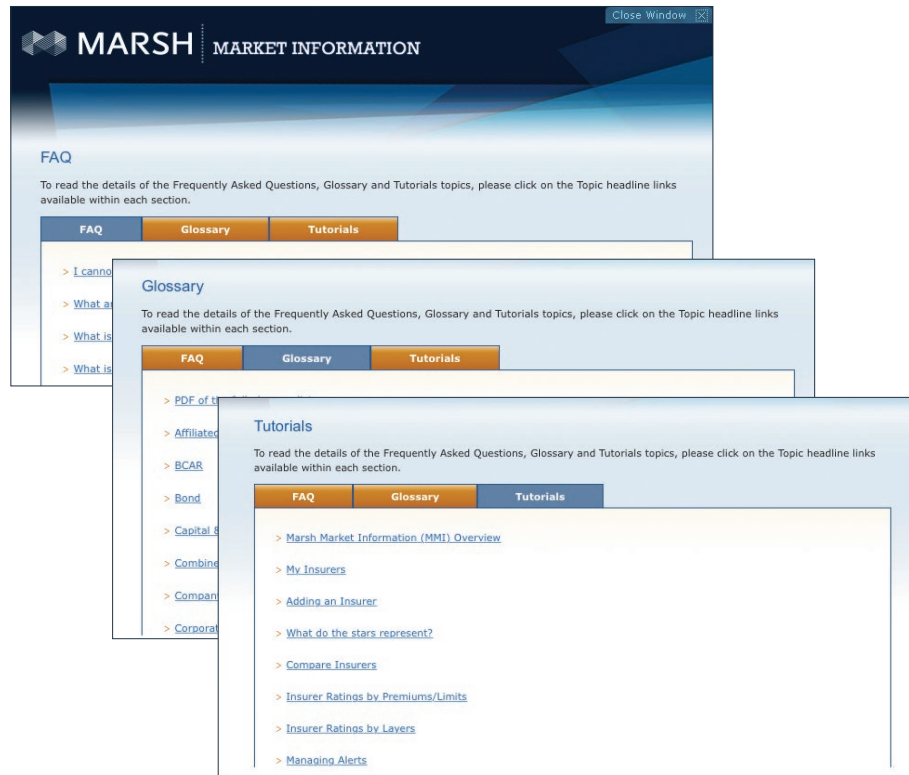 Close Window
MARSH MARKET INFORMATION
FAQ
To read the details of the Frequently Asked Questions, Glossary and Tutorials topics, please click on the Topic headline links
available within each section.
FAQ Glossary Tutorials
> I canno
> What a
> What is
> What is
Glossary
To read the details of the Frequently Asked Questions, Glossary and Tutorials topics, please click on the Topic headline links
available within each section.
FAQ Glossary Tutorials
> PDF of
> Affiliated
> BCAR
> Bond
> Capital &
> Combine
> Compan
> Corporat
Tutorials
To read the details of the Frequently Asked Questions, Glossary and Tutorials topics, please click on the Topic headline links
available within each section.
FAQ Glossary Tutorials
> Marsh Market Information (MMI) Overview
> My Insurers
> Adding an Insurer
> What do the stars represent?
> Compare Insurers
> Insurer Ratings by Premiums/Limits
> Insurer Ratings by Layers
> Managing Alerts